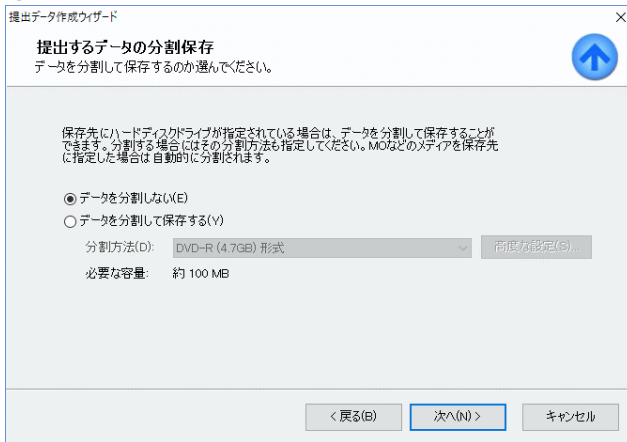 提出データ作成ウィザード
提出するデータの分割保存
データを分割して保存するのか選んでください。
保存先にハードディスクドライブが指定されている場合は、データを分割して保存することが
できます。分割する場合にはその分割方法も指定してください。MOなどのメディアを保存先
に指定した場合は自動的に分割されます。
データを分割しない(E)
データを分割して保存する(Y)
分割方法(D): DVD-R (4.7GB) 形式 高度な設定(S)...
必要な容量: 約 100 MB
< 戻る(B) 次へ(N) > キャンセル